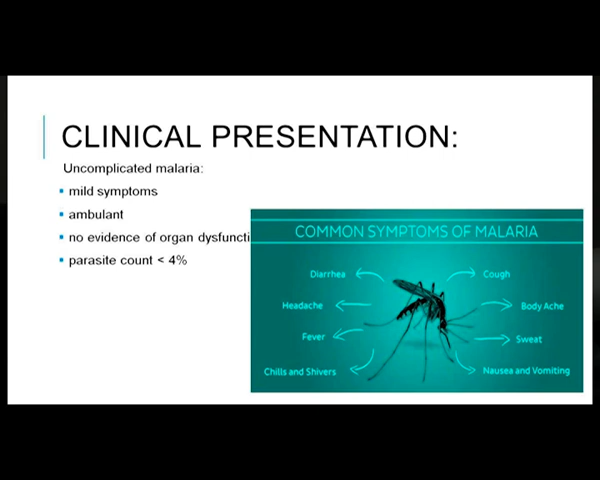 CLINICAL PRESENTATION:
Uncomplicated malaria:
mild symptoms
ambulant
no evidence of organ dysfuncti
parasite count < 4%
COMMON SYMPTOMS OF MALARIA
Diarrhea
Cough
Headache
Body Ache
Fever
Sweat
Chills and Shivers
Nausea and Vomiting